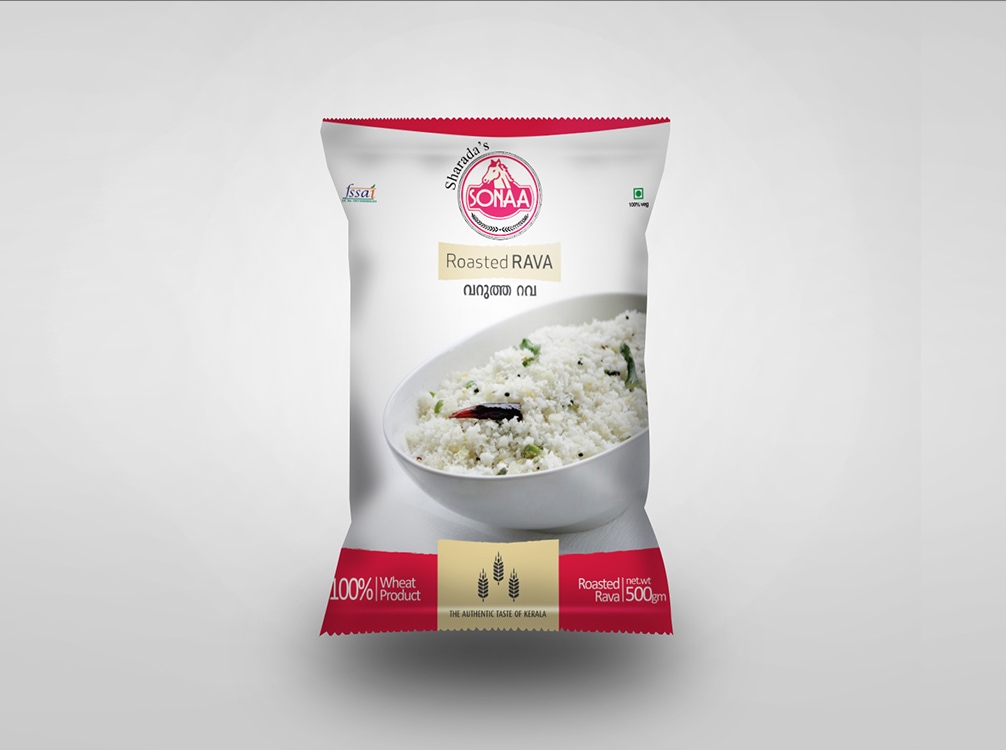 Sharada's
SONAA
fssai
100% veg
Roasted RAVA
വറുത്ത റവ
100% Wheat Product
THE AUTHENTIC TASTE OF KERALA
Roasted Rava
net.wt
500gm